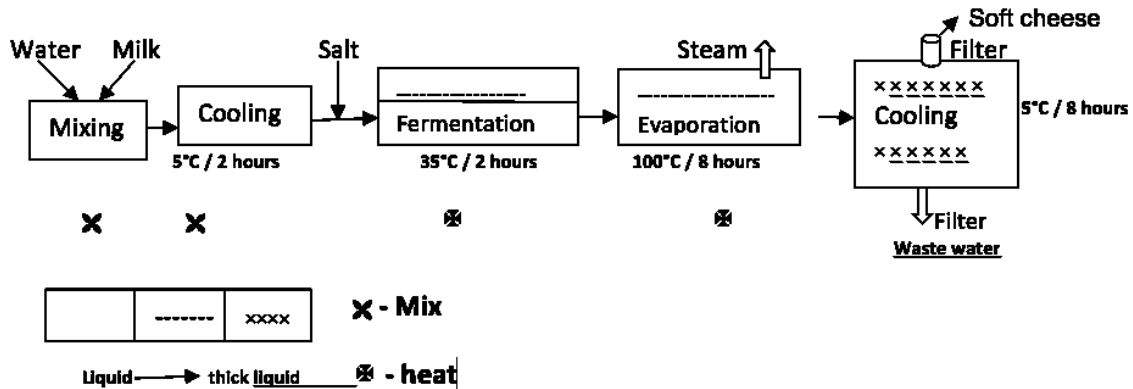 Soft cheese
Water Milk Salt Steam Filter
Mixing
Cooling
Fermentation
Evaporation
Cooling
5°C / 2 hours
35°C / 2 hours
100°C / 8 hours
5°C / 8 hours
Filter
Waste water
- Mix
Liquid thick liquid - heat